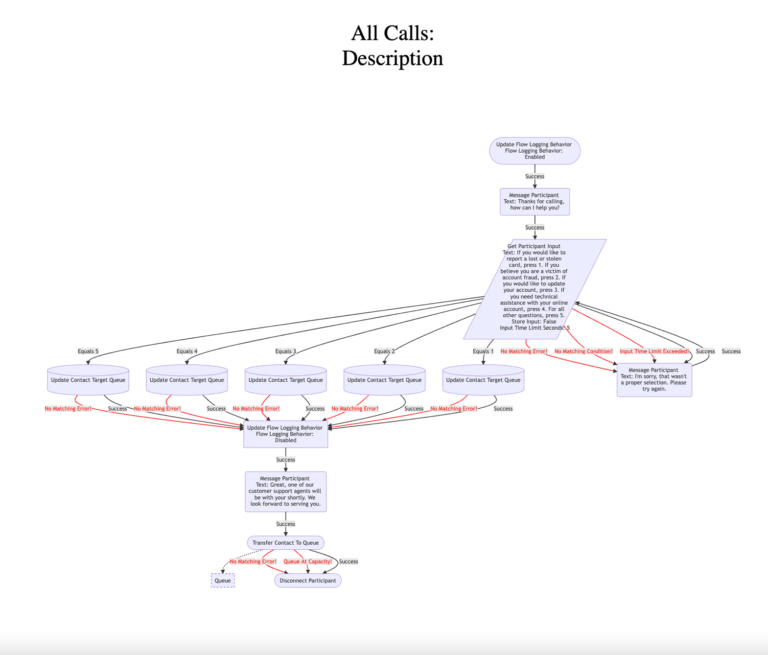 All Calls:
Description
Update Flow Logging Behavior
Flow Logging Behavior:
Enabled
Success
Message Participant
Text: Thanks for calling,
how can I help you?
Success
Get Participant Input
Text: If you would like to
report a lost or stolen
card, press 1. If you
believe you are a victim of
account fraud, press 2. If
you would like to update
your account, press 3. If
you need technical
assistance with your online
account, press 4. For all
other questions, press 5.
Store Input: False
Input Time Limit Seconds: 5
Equals 5
Equals 4
Equals 3
Equals 2
Equals 1
No Matching Error!
No Matching Condition!
Input Time Limit Exceeded!
Success
Success
Update Contact Target Queue
Update Contact Target Queue
Update Contact Target Queue
Update Contact Target Queue
Update Contact Target Queue
Message Participant
Text: I'm sorry, that wasn't
a proper selection. Please
try again.
No Matching Error!
Success
No Matching Error!
Success
No Matching Error!
Success
No Matching Error!
Success
No Matching Error!
Success
Update Flow Logging Behavior
Flow Logging Behavior:
Disabled
Success
Message Participant
Text: Great, one of our
customer support agents will
be with your shortly. We
look forward to serving you.
Success
Transfer Contact To Queue
No Matching Error!
Queue At Capacity!
Success
Queue
Disconnect Participant